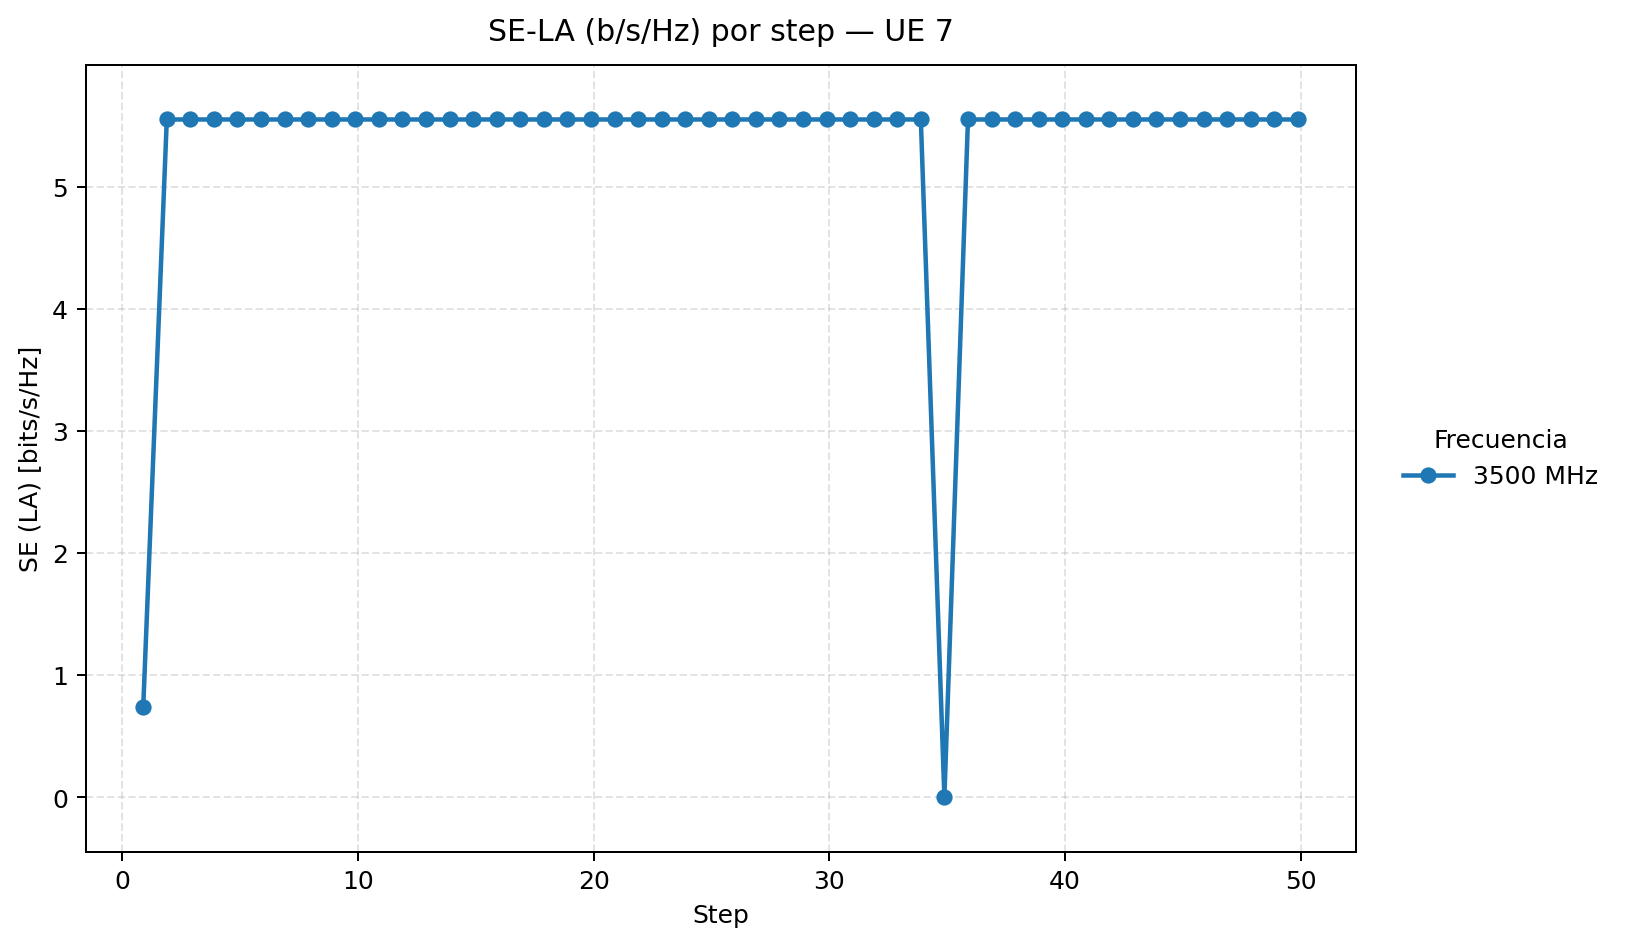 SE-LA (b/s/Hz) por step — UE 7
SE (LA) [bits/s/Hz]
5
4
3
2
1
0
0 10 20 30 40 50
Step
Frecuencia
3500 MHz